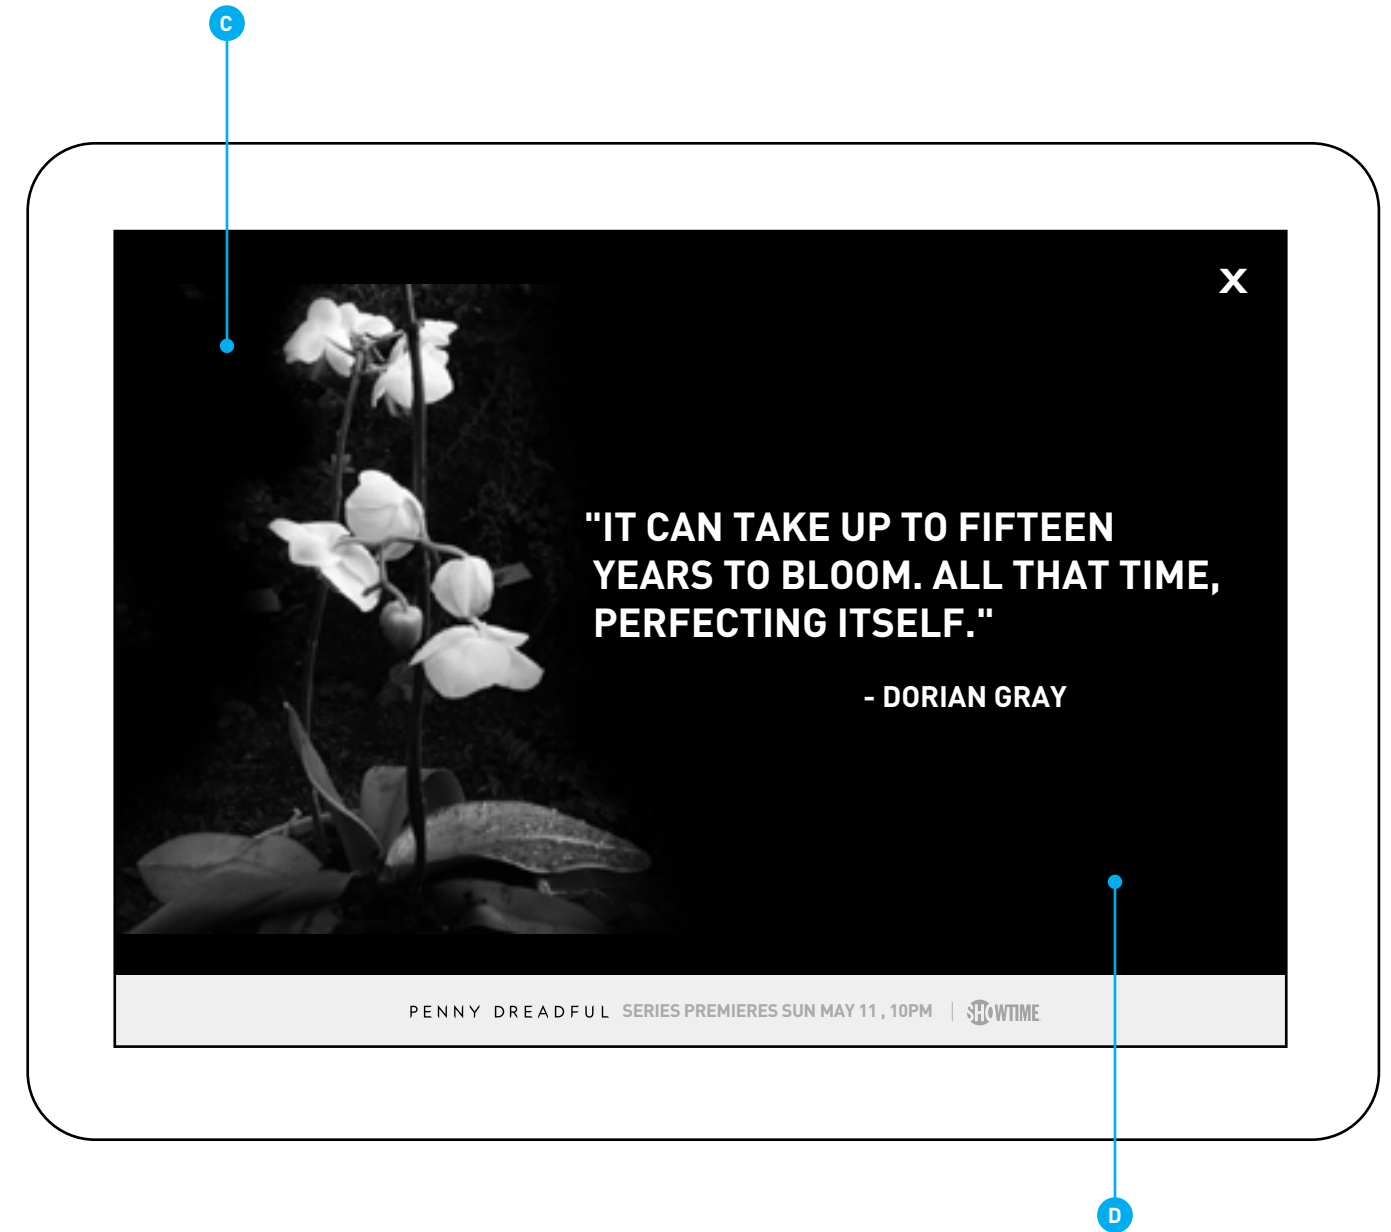 C
X
"IT CAN TAKE UP TO FIFTEEN
YEARS TO BLOOM. ALL THAT TIME,
PERFECTING ITSELF."
- DORIAN GRAY
PENNY DREADFUL SERIES PREMIERES SUN MAY 11 , 10PM | SHOWTIME
D